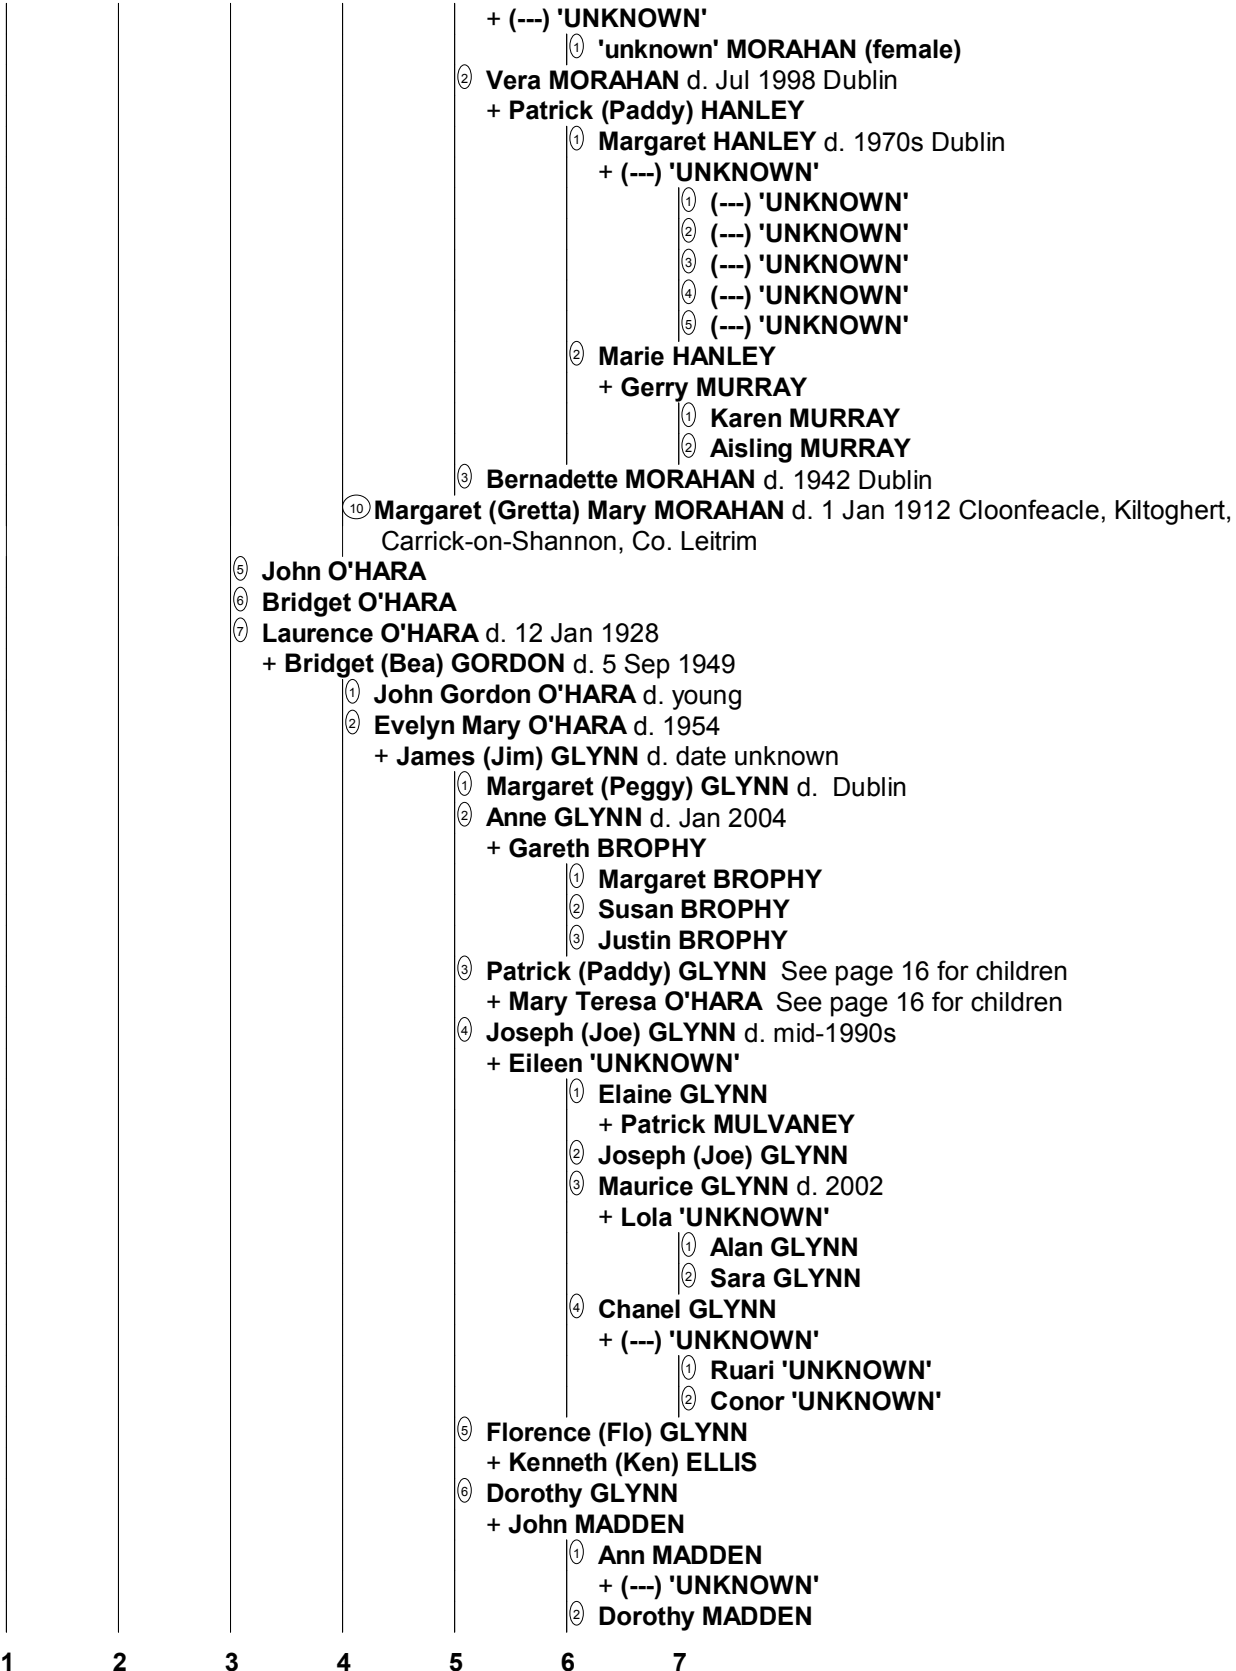 + (---) 'UNKNOWN'
1 'unknown' MORAHAN (female)
2 Vera MORAHAN d. Jul 1998 Dublin
+ Patrick (Paddy) HANLEY
1 Margaret HANLEY d. 1970s Dublin
+ (---) 'UNKNOWN'
1 (---) 'UNKNOWN'
2 (---) 'UNKNOWN'
3 (---) 'UNKNOWN'
4 (---) 'UNKNOWN'
5 (---) 'UNKNOWN'
2 Marie HANLEY
+ Gerry MURRAY
1 Karen MURRAY
2 Aisling MURRAY
3 Bernadette MORAHAN d. 1942 Dublin
10 Margaret (Gretta) Mary MORAHAN d. 1 Jan 1912 Cloonfeacle, Kiltoghert,
Carrick-on-Shannon, Co. Leitrim
5 John O'HARA
6 Bridget O'HARA
7 Laurence O'HARA d. 12 Jan 1928
+ Bridget (Bea) GORDON d. 5 Sep 1949
1 John Gordon O'HARA d. young
2 Evelyn Mary O'HARA d. 1954
+ James (Jim) GLYNN d. date unknown
1 Margaret (Peggy) GLYNN d.  Dublin
2 Anne GLYNN d. Jan 2004
+ Gareth BROPHY
1 Margaret BROPHY
2 Susan BROPHY
3 Justin BROPHY
3 Patrick (Paddy) GLYNN  See page 16 for children
+ Mary Teresa O'HARA  See page 16 for children
4 Joseph (Joe) GLYNN d. mid-1990s
+ Eileen 'UNKNOWN'
1 Elaine GLYNN
+ Patrick MULVANEY
2 Joseph (Joe) GLYNN
3 Maurice GLYNN d. 2002
+ Lola 'UNKNOWN'
1 Alan GLYNN
2 Sara GLYNN
4 Chanel GLYNN
+ (---) 'UNKNOWN'
1 Ruari 'UNKNOWN'
2 Conor 'UNKNOWN'
5 Florence (Flo) GLYNN
+ Kenneth (Ken) ELLIS
6 Dorothy GLYNN
+ John MADDEN
1 Ann MADDEN
+ (---) 'UNKNOWN'
2 Dorothy MADDEN
1 2 3 4 5 6 7